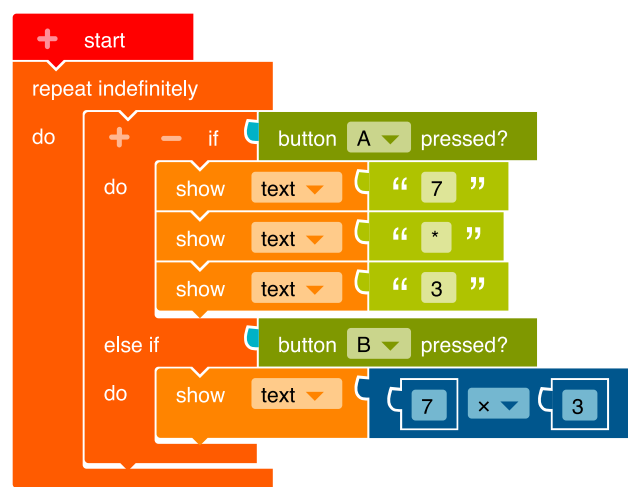 + start
repeat indefinitely
do + − if button A pressed?
do show text “ 7 ”
show text “ * ”
show text “ 3 ”
else if button B pressed?
do show text 7 × 3